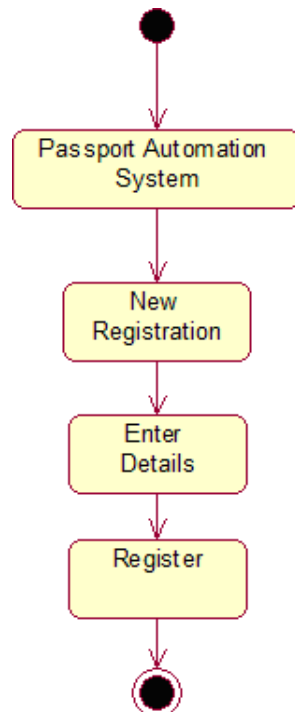 Passport Automation
System
New
Registration
Enter
Details
Register